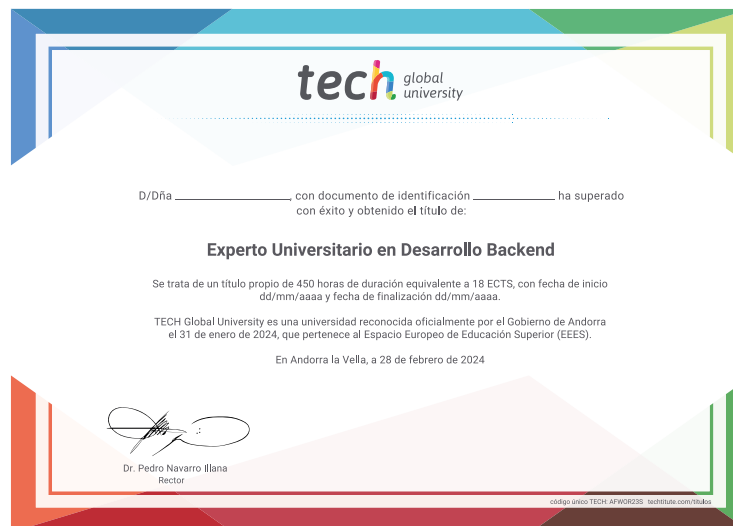 tech global university
D/Dña ____________________, con documento de identificación ______________ ha superado
con éxito y obtenido el título de:
Experto Universitario en Desarrollo Backend
Se trata de un título propio de 450 horas de duración equivalente a 18 ECTS, con fecha de inicio
dd/mm/aaaa y fecha de finalización dd/mm/aaaa.
TECH Global University es una universidad reconocida oficialmente por el Gobierno de Andorra
el 31 de enero de 2024, que pertenece al Espacio Europeo de Educación Superior (EEES).
En Andorra la Vella, a 28 de febrero de 2024
Dr. Pedro Navarro Illana
Rector
código único TECH: AFWOR23S techtitute.com/titulos